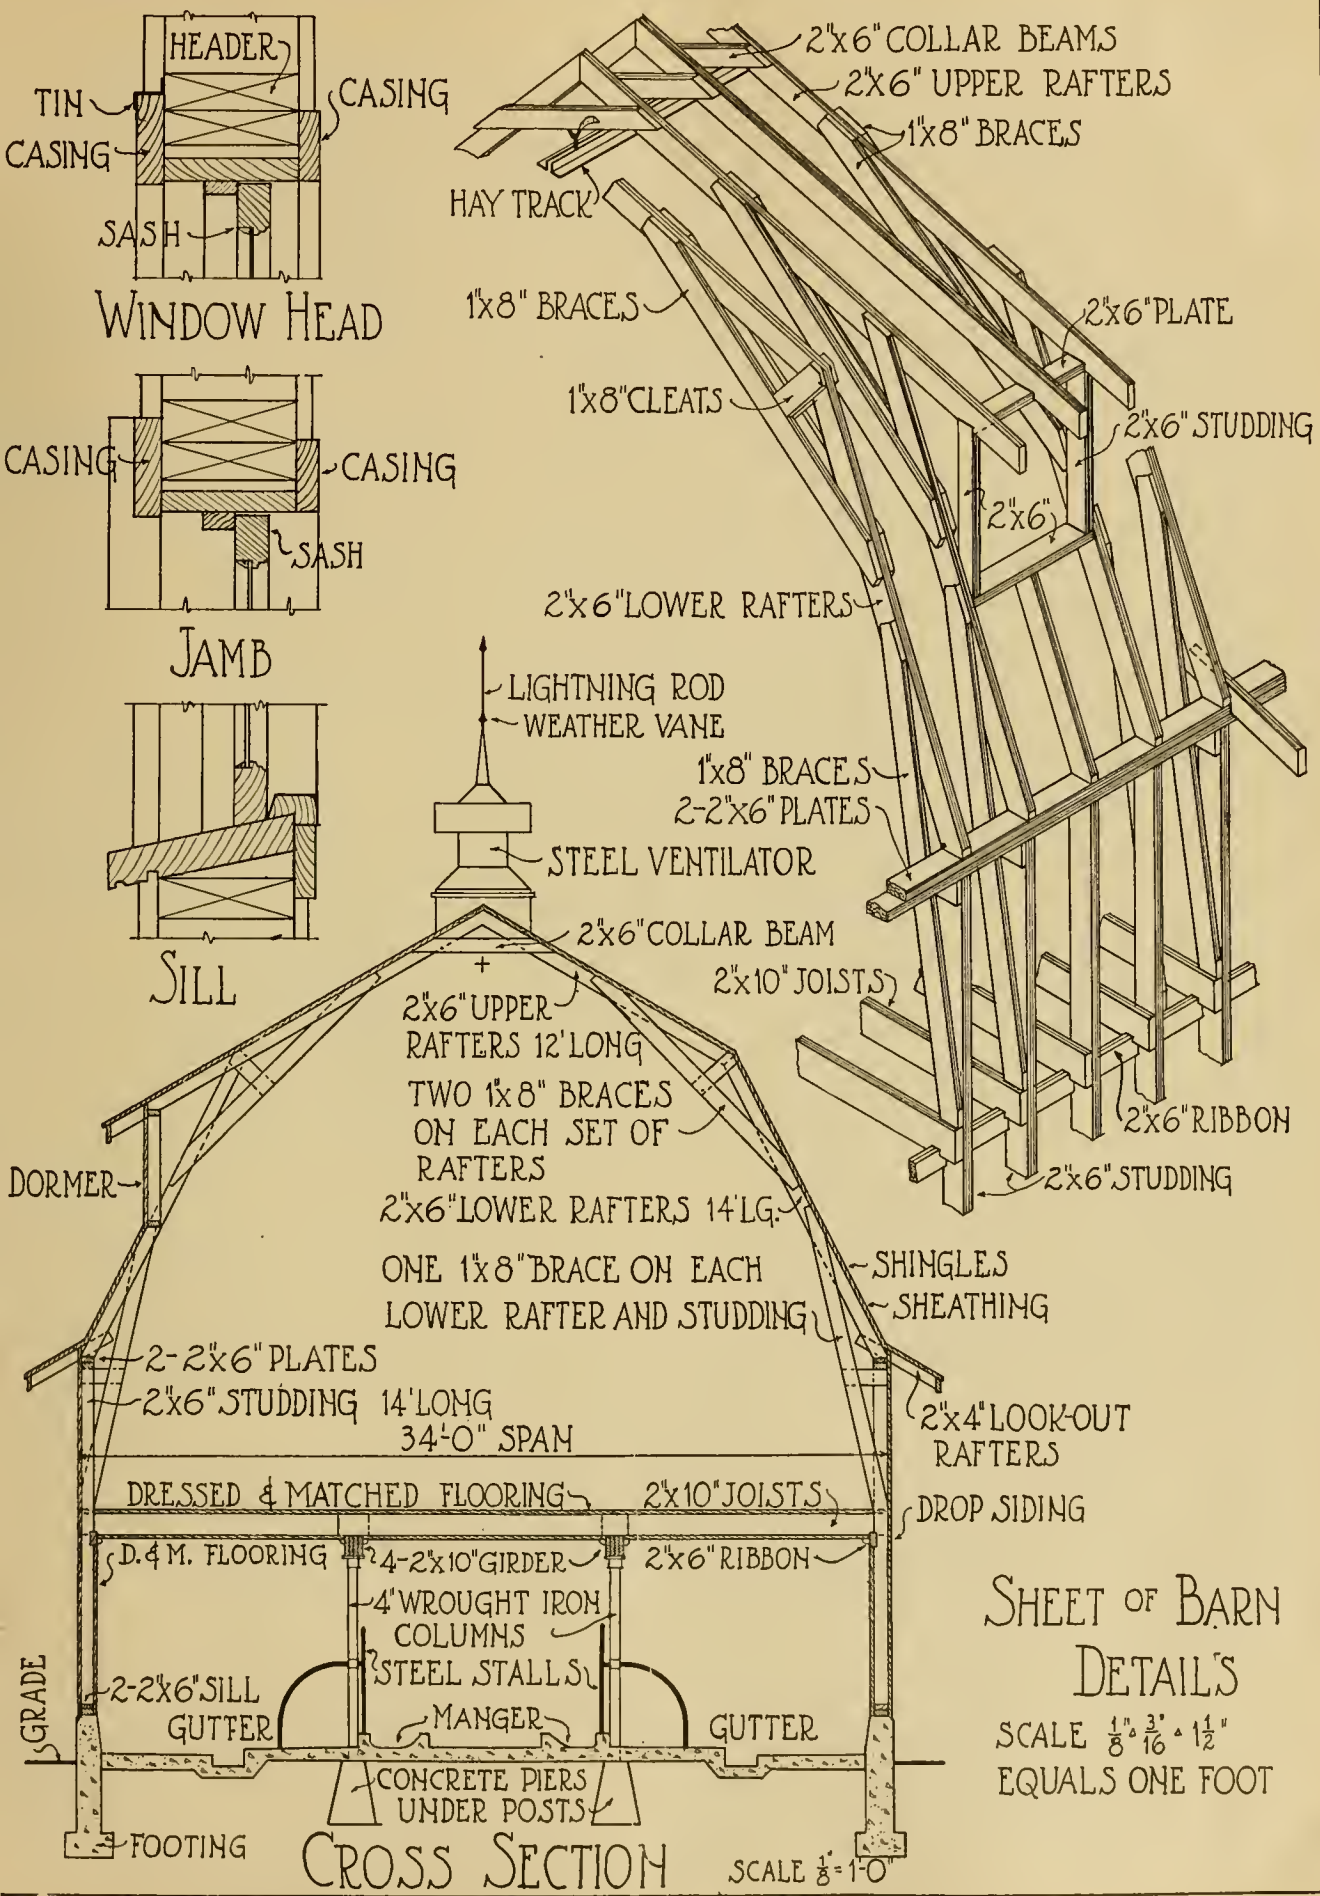 HEADER
TIN
CASING
CASING
SASH
WINDOW HEAD
CASING
CASING
SASH
JAMB
SILL
2"X6" COLLAR BEAMS
2"X6" UPPER RAFTERS
1"X8" BRACES
HAY TRACK
1"X8" BRACES
2"X6" PLATE
1"X8" CLEATS
2"X6" STUDDING
2"X6"
2"X6" LOWER RAFTERS
1"X8" BRACES
2-2"X6" PLATES
2"X10" JOISTS
2"X6" RIBBON
2"X6" STUDDING
LIGHTNING ROD
WEATHER VANE
STEEL VENTILATOR
2"X6" COLLAR BEAM
2"X6" UPPER
RAFTERS 12' LONG
TWO 1"X8" BRACES
ON EACH SET OF
RAFTERS
DORMER
2"X6" LOWER RAFTERS 14' LG.
ONE 1"X8" BRACE ON EACH
LOWER RAFTER AND STUDDING
SHINGLES
SHEATHING
2-2"X6" PLATES
2"X6" STUDDING 14' LONG
34'-0" SPAN
2"X4" LOOK-OUT
RAFTERS
DRESSED & MATCHED FLOORING
2"X10" JOISTS
DROP SIDING
D. & M. FLOORING
4-2"X10" GIRDER
2"X6" RIBBON
4" WROUGHT IRON
COLUMNS
STEEL STALLS
GRADE
2-2"X6" SILL
GUTTER
MANGER
GUTTER
CONCRETE PIERS
UNDER POSTS
FOOTING
CROSS SECTION
SCALE 1/8" = 1'-0"
SHEET OF BARN
DETAILS
SCALE 1/8" & 3/16" & 1 1/2"
EQUALS ONE FOOT